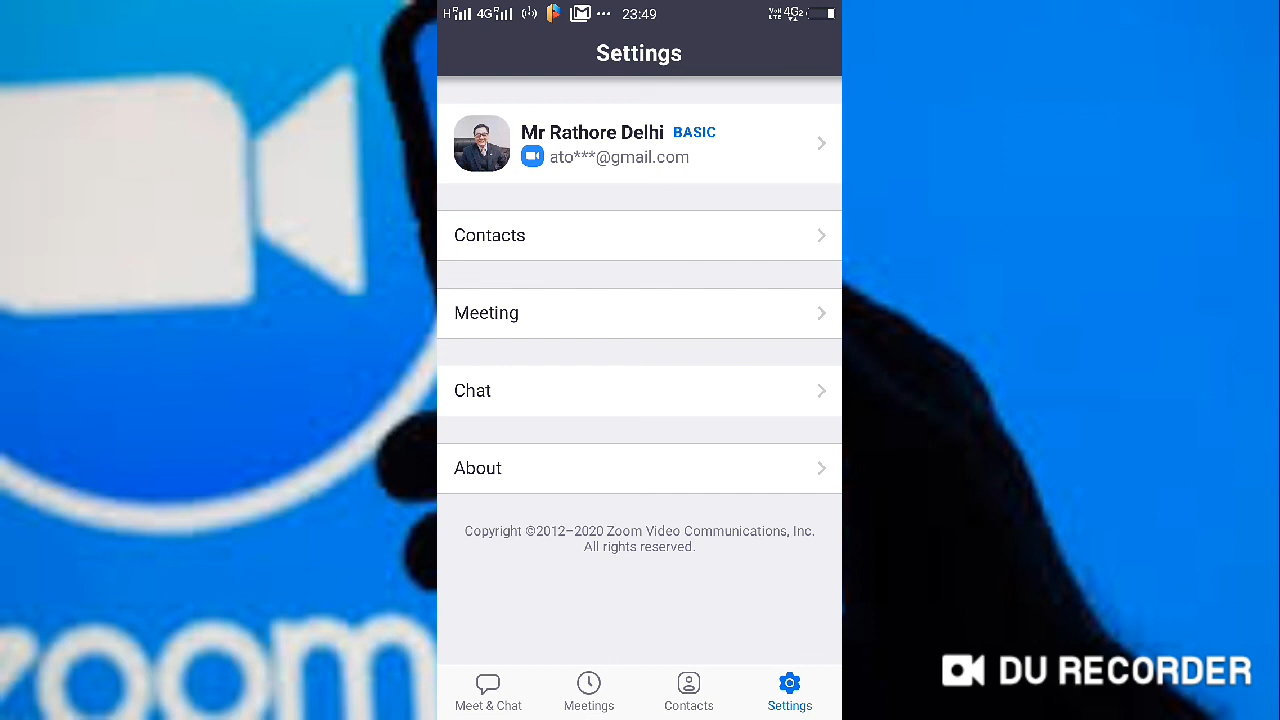 23:49
Settings
Mr Rathore Delhi BASIC
ato***@gmail.com
Contacts
Meeting
Chat
About
Copyright ©2012–2020 Zoom Video Communications, Inc.
All rights reserved.
Meet & Chat
Meetings
Contacts
Settings
zoom
DU RECORDER